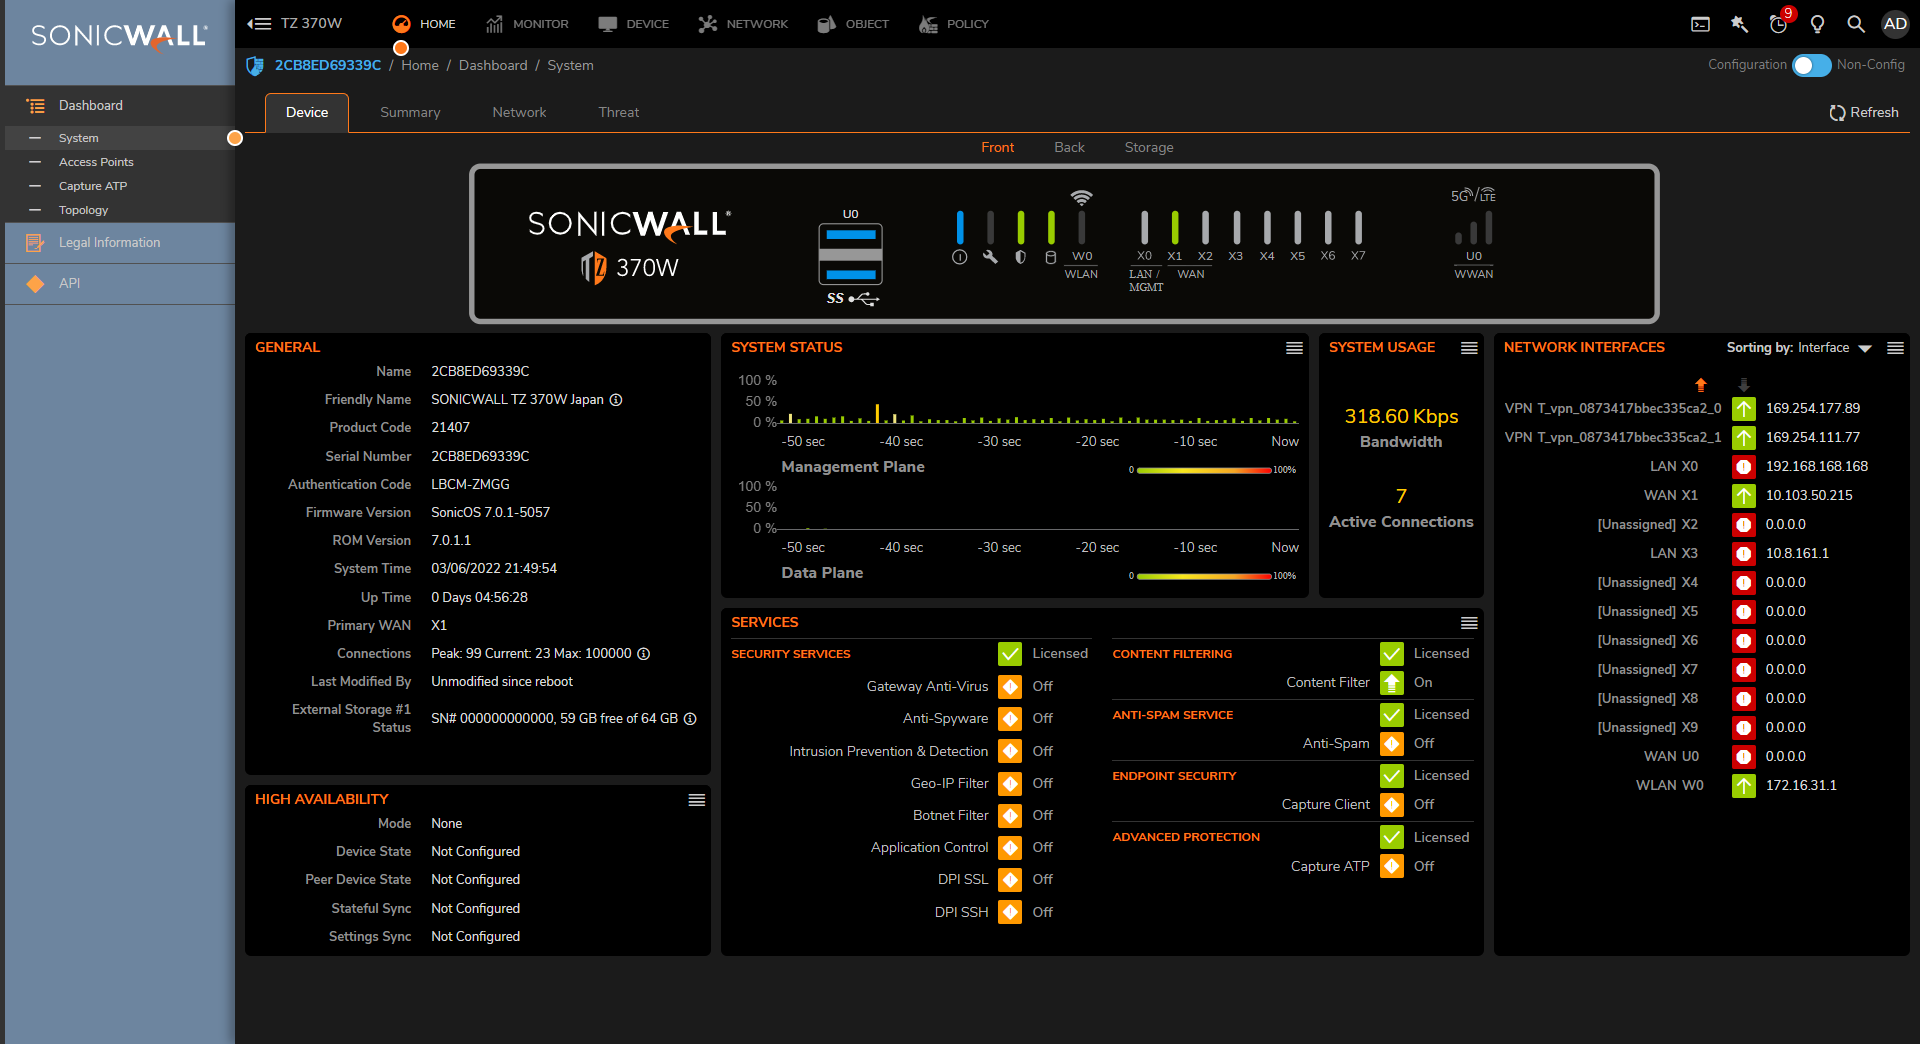 SONICWALL
TZ 370W
HOME
MONITOR
DEVICE
NETWORK
OBJECT
POLICY
9
AD
2CB8ED69339C / Home / Dashboard / System
Configuration
Non-Config
Dashboard
System
Access Points
Capture ATP
Topology
Legal Information
API
Device
Summary
Network
Threat
Refresh
Front
Back
Storage
SONICWALL
TZ 370W
U0
SS
W0
WLAN
X0
X1
X2
X3
X4
X5
X6
X7
LAN /
MGMT
WAN
5G/LTE
U0
WWAN
GENERAL
Name 2CB8ED69339C
Friendly Name SONICWALL TZ 370W Japan
Product Code 21407
Serial Number 2CB8ED69339C
Authentication Code LBCM-ZMGG
Firmware Version SonicOS 7.0.1-5057
ROM Version 7.0.1.1
System Time 03/06/2022 21:49:54
Up Time 0 Days 04:56:28
Primary WAN X1
Connections Peak: 99 Current: 23 Max: 100000
Last Modified By Unmodified since reboot
External Storage #1
Status
SN# 000000000000, 59 GB free of 64 GB
HIGH AVAILABILITY
Mode None
Device State Not Configured
Peer Device State Not Configured
Stateful Sync Not Configured
Settings Sync Not Configured
SYSTEM STATUS
100 %
50 %
0 %
-50 sec -40 sec -30 sec -20 sec -10 sec Now
Management Plane
0 100%
100 %
50 %
0 %
-50 sec -40 sec -30 sec -20 sec -10 sec Now
Data Plane
0 100%
SYSTEM USAGE
318.60 Kbps
Bandwidth
7
Active Connections
SERVICES
SECURITY SERVICES Licensed
Gateway Anti-Virus Off
Anti-Spyware Off
Intrusion Prevention & Detection Off
Geo-IP Filter Off
Botnet Filter Off
Application Control Off
DPI SSL Off
DPI SSH Off
CONTENT FILTERING Licensed
Content Filter On
ANTI-SPAM SERVICE Licensed
Anti-Spam Off
ENDPOINT SECURITY Licensed
Capture Client Off
ADVANCED PROTECTION Licensed
Capture ATP Off
NETWORK INTERFACES
Sorting by: Interface
VPN T_vpn_0873417bbec335ca2_0 169.254.177.89
VPN T_vpn_0873417bbec335ca2_1 169.254.111.77
LAN X0 192.168.168.168
WAN X1 10.103.50.215
[Unassigned] X2 0.0.0.0
LAN X3 10.8.161.1
[Unassigned] X4 0.0.0.0
[Unassigned] X5 0.0.0.0
[Unassigned] X6 0.0.0.0
[Unassigned] X7 0.0.0.0
[Unassigned] X8 0.0.0.0
[Unassigned] X9 0.0.0.0
WAN U0 0.0.0.0
WLAN W0 172.16.31.1